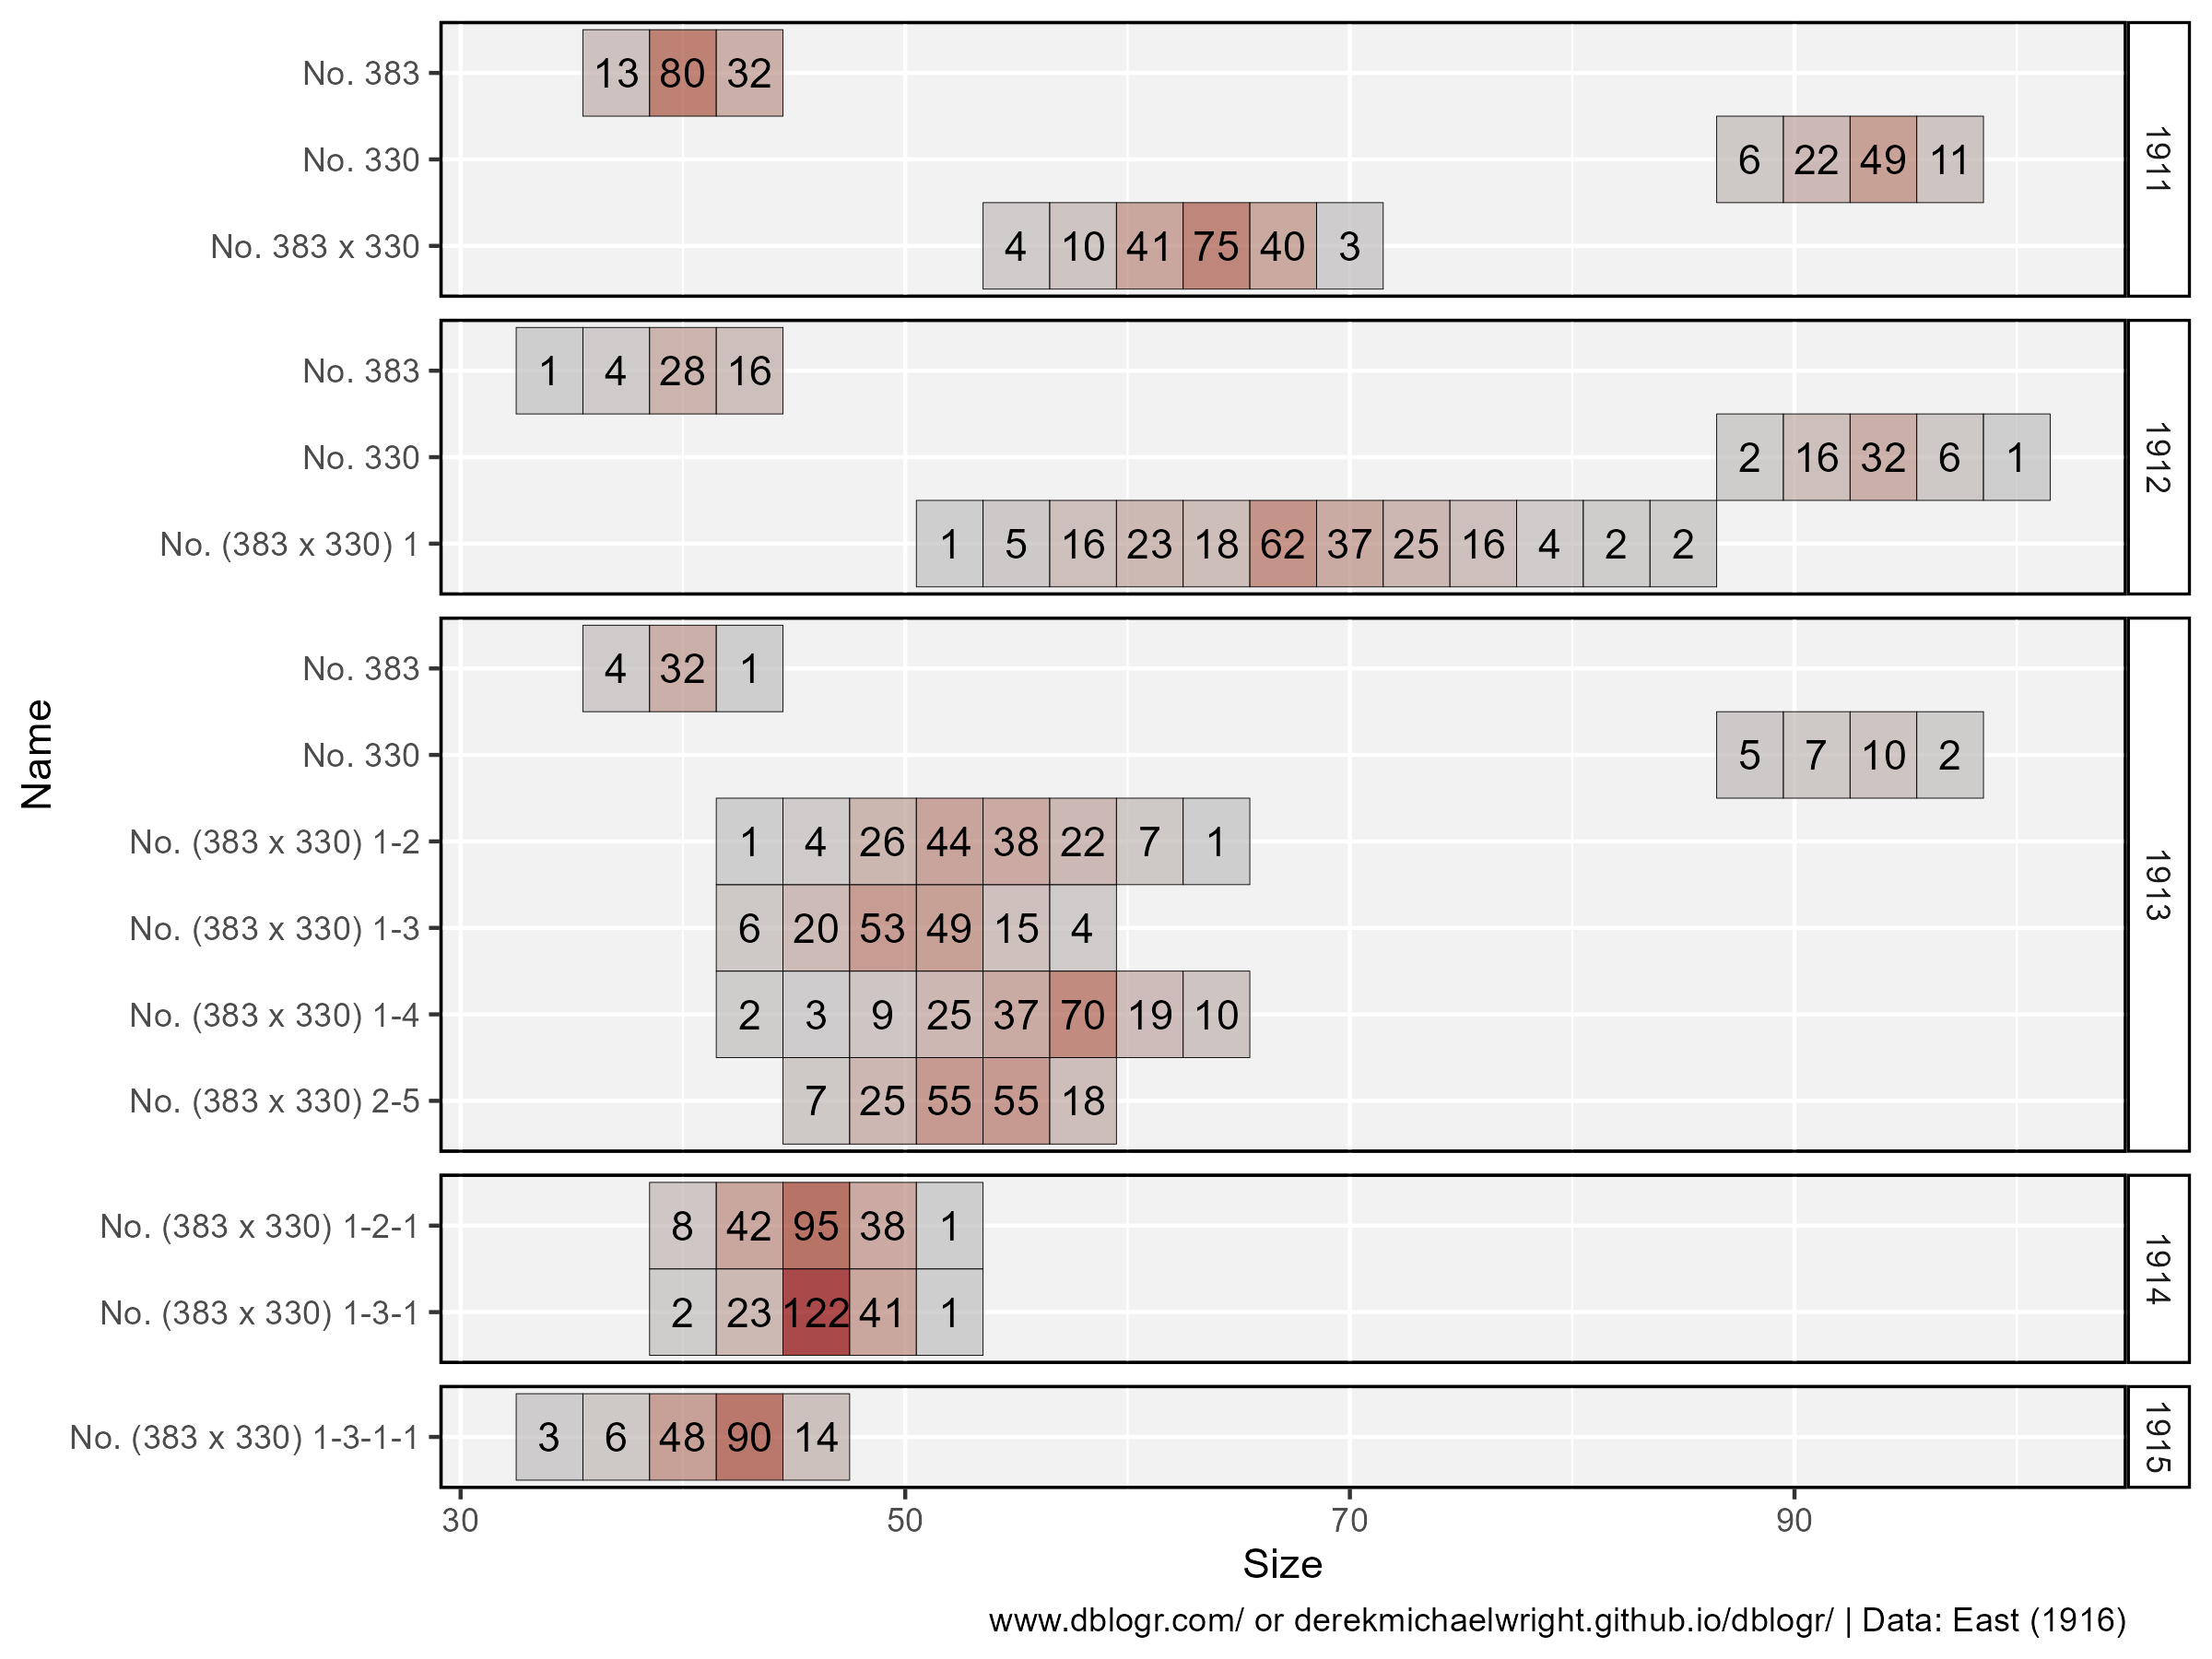 No. 383 13 80 32
No. 330 6 22 49 11
No. 383 x 330 4 10 41 75 40 3
1911
No. 383 1 4 28 16
No. 330 2 16 32 6 1
No. (383 x 330) 1 1 5 16 23 18 62 37 25 16 4 2 2
1912
No. 383 4 32 1
No. 330 5 7 10 2
No. (383 x 330) 1-2 1 4 26 44 38 22 7 1
No. (383 x 330) 1-3 6 20 53 49 15 4
No. (383 x 330) 1-4 2 3 9 25 37 70 19 10
No. (383 x 330) 2-5 7 25 55 55 18
1913
No. (383 x 330) 1-2-1 8 42 95 38 1
No. (383 x 330) 1-3-1 2 23 122 41 1
1914
No. (383 x 330) 1-3-1-1 3 6 48 90 14
1915
Name
30 50 70 90
Size
www.dblogr.com/ or derekmichaelwright.github.io/dblogr/ | Data: East (1916)